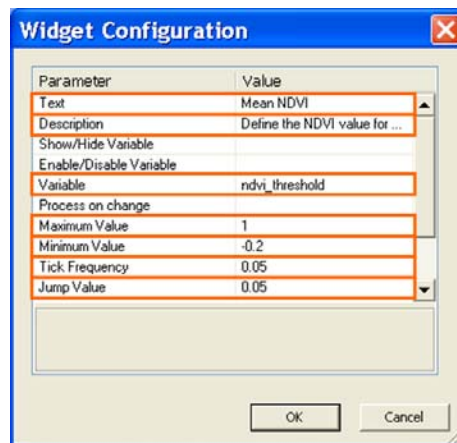 Widget Configuration
Parameter Value
Text Mean NDVI
Description Define the NDVI value for ...
Show/Hide Variable
Enable/Disable Variable
Variable ndvi_threshold
Process on change
Maximum Value 1
Minimum Value -0.2
Tick Frequency 0.05
Jump Value 0.05
OK Cancel